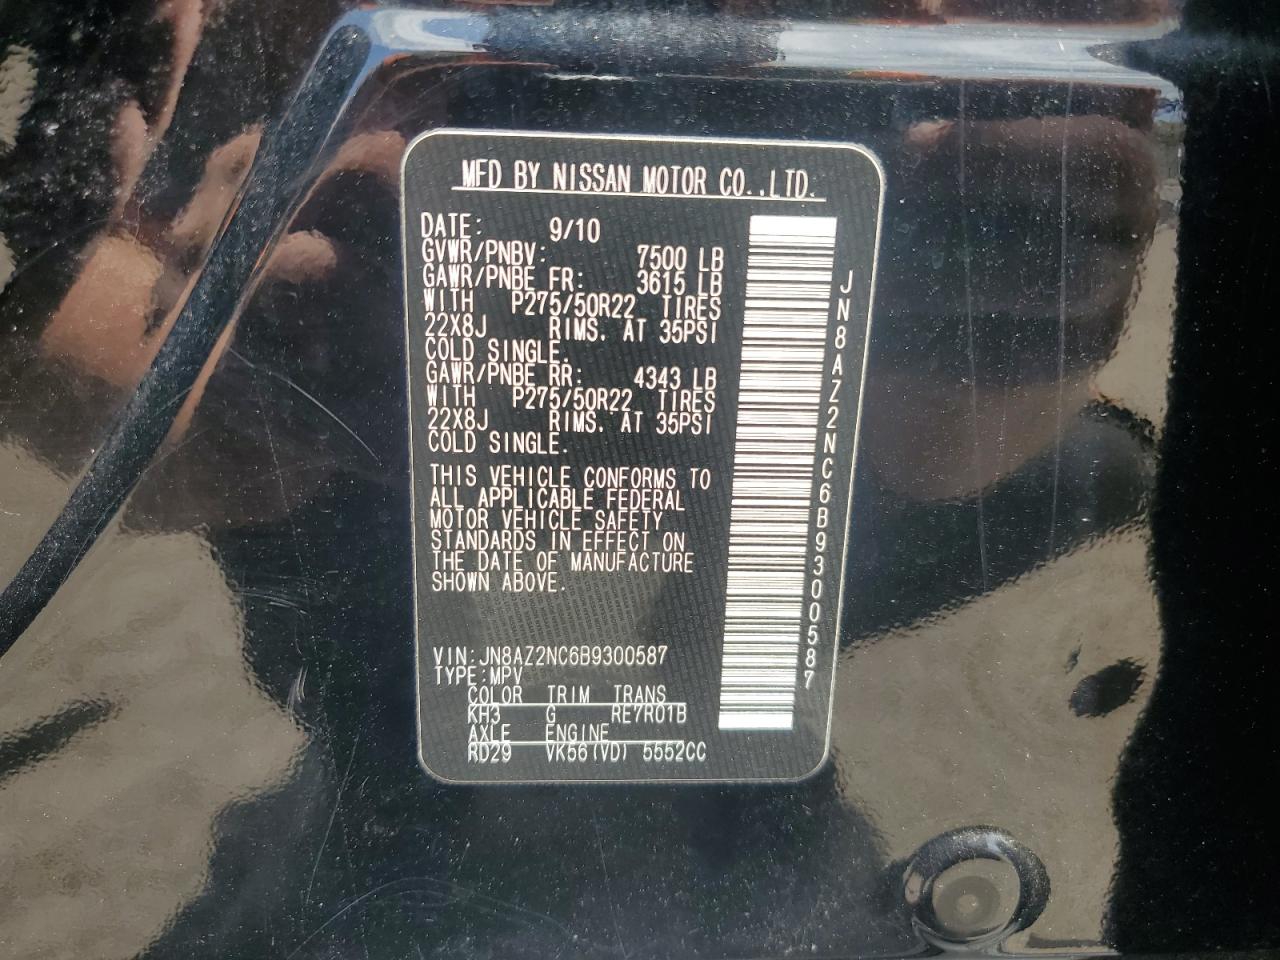 MFD BY NISSAN MOTOR CO.,LTD.
DATE: 9/10
GVWR/PNBV: 7500 LB
GAWR/PNBE FR: 3615 LB
WITH P275/50R22 TIRES
22X8J RIMS. AT 35PSI
COLD SINGLE.
GAWR/PNBE RR: 4343 LB
WITH P275/50R22 TIRES
22X8J RIMS. AT 35PSI
COLD SINGLE.
THIS VEHICLE CONFORMS TO
ALL APPLICABLE FEDERAL
MOTOR VEHICLE SAFETY
STANDARDS IN EFFECT ON
THE DATE OF MANUFACTURE
SHOWN ABOVE.
VIN:JN8AZ2NC6B9300587
TYPE:MPV
COLOR TRIM TRANS
KH3 G RE7R01B
AXLE ENGINE
RD29 VK56(VD) 5552CC
JN8AZ2NC6B9300587